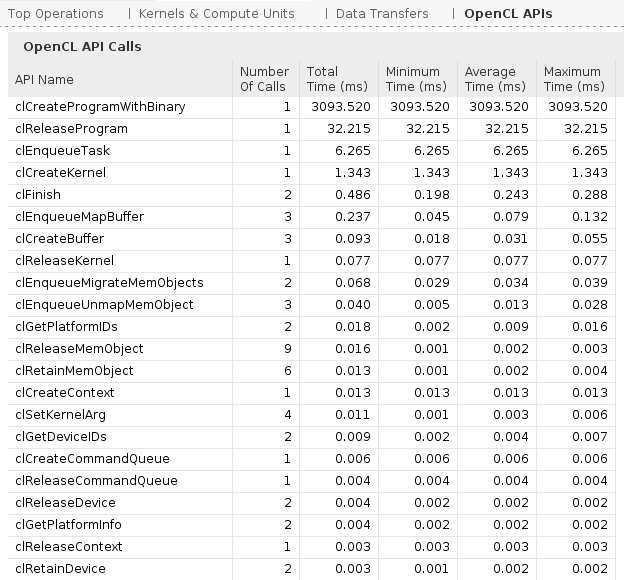 Top Operations | Kernels & Compute Units | Data Transfers | OpenCL APIs
OpenCL API Calls
API Name Number Of Calls Total Time (ms) Minimum Time (ms) Average Time (ms) Maximum Time (ms)
clCreateProgramWithBinary 1 3093.520 3093.520 3093.520 3093.520
clReleaseProgram 1 32.215 32.215 32.215 32.215
clEnqueueTask 1 6.265 6.265 6.265 6.265
clCreateKernel 1 1.343 1.343 1.343 1.343
clFinish 2 0.486 0.198 0.243 0.288
clEnqueueMapBuffer 3 0.237 0.045 0.079 0.132
clCreateBuffer 3 0.093 0.018 0.031 0.055
clReleaseKernel 1 0.077 0.077 0.077 0.077
clEnqueueMigrateMemObjects 2 0.068 0.029 0.034 0.039
clEnqueueUnmapMemObject 3 0.040 0.005 0.013 0.028
clGetPlatformIDs 2 0.018 0.002 0.009 0.016
clReleaseMemObject 9 0.016 0.001 0.002 0.003
clRetainMemObject 6 0.013 0.001 0.002 0.004
clCreateContext 1 0.013 0.013 0.013 0.013
clSetKernelArg 4 0.011 0.001 0.003 0.006
clGetDeviceIDs 2 0.009 0.002 0.004 0.007
clCreateCommandQueue 1 0.006 0.006 0.006 0.006
clReleaseCommandQueue 1 0.004 0.004 0.004 0.004
clReleaseDevice 2 0.004 0.002 0.002 0.002
clGetPlatformInfo 2 0.004 0.002 0.002 0.002
clReleaseContext 1 0.003 0.003 0.003 0.003
clRetainDevice 2 0.003 0.001 0.002 0.002